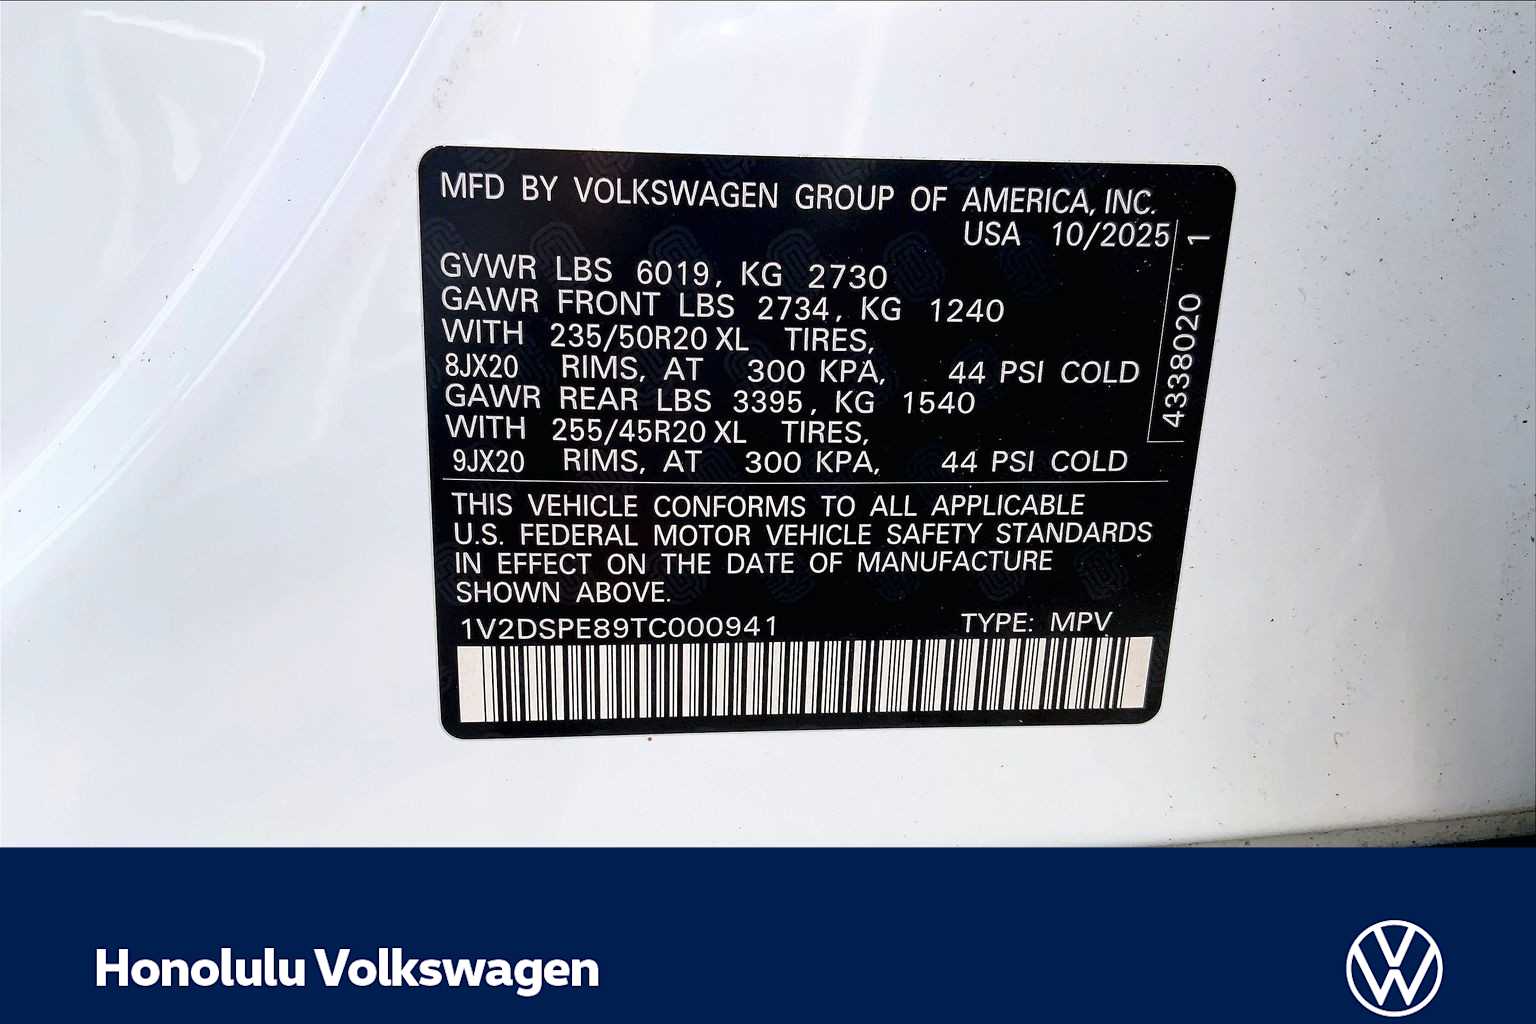 MFD BY VOLKSWAGEN GROUP OF AMERICA, INC.
USA 10/2025
GVWR LBS 6019, KG 2730
GAWR FRONT LBS 2734, KG 1240
WITH 235/50R20 XL TIRES,
8JX20 RIMS, AT 300 KPA, 44 PSI COLD
GAWR REAR LBS 3395, KG 1540
WITH 255/45R20 XL TIRES,
9JX20 RIMS, AT 300 KPA, 44 PSI COLD
4338020 1
THIS VEHICLE CONFORMS TO ALL APPLICABLE
U.S. FEDERAL MOTOR VEHICLE SAFETY STANDARDS
IN EFFECT ON THE DATE OF MANUFACTURE
SHOWN ABOVE.
1V2DSPE89TC000941 TYPE: MPV
Honolulu Volkswagen